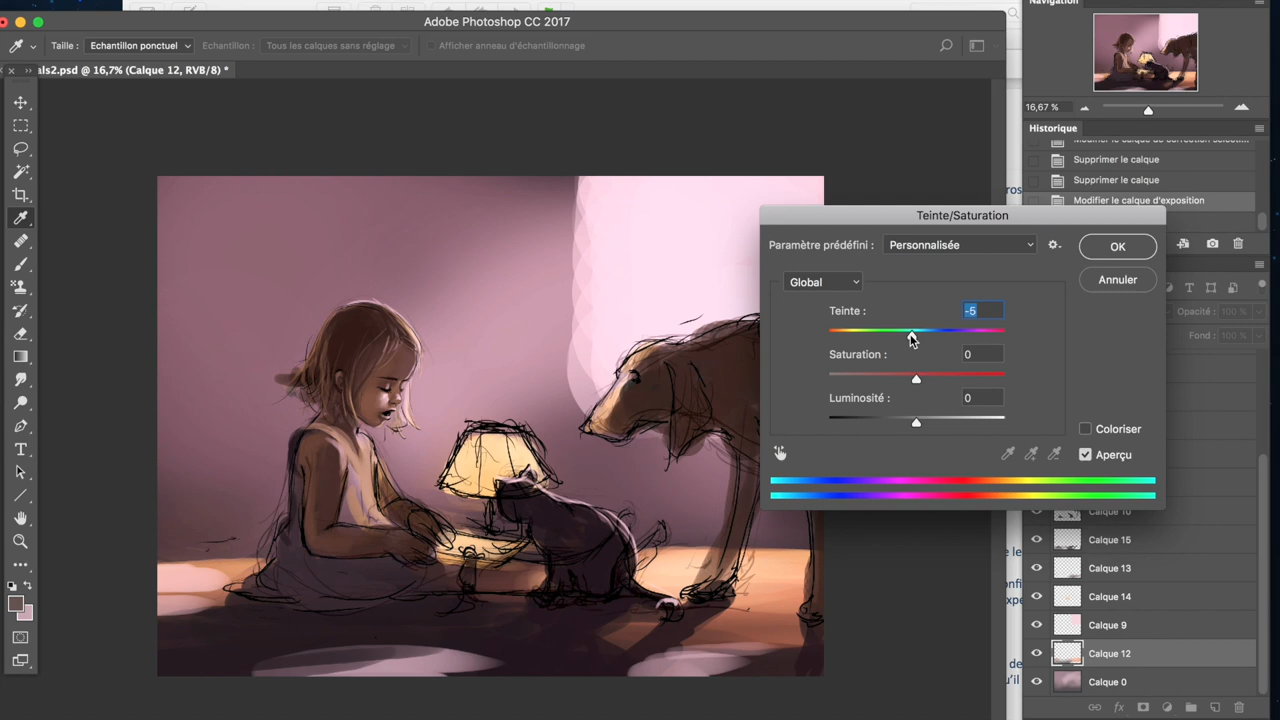 Navigation
Adobe Photoshop CC 2017
Taille : Echantillon ponctuel Echantillon : Tous les calques sans réglage Afficher anneau d'échantillonnage
als2.psd @ 16,7% (Calque 12, RVB/8) *
16,67 %
Historique
Supprimer le calque
Supprimer le calque
Modifier le calque d'exposition
Teinte/Saturation
Paramètre prédéfini : Personnalisée
OK
Annuler
Global
Teinte : -5
Saturation : 0
Luminosité : 0
Coloriser
Aperçu
Opacité : 100 %
Fond : 100 %
Calque 10
Calque 15
Calque 13
Calque 14
Calque 9
Calque 12
Calque 0